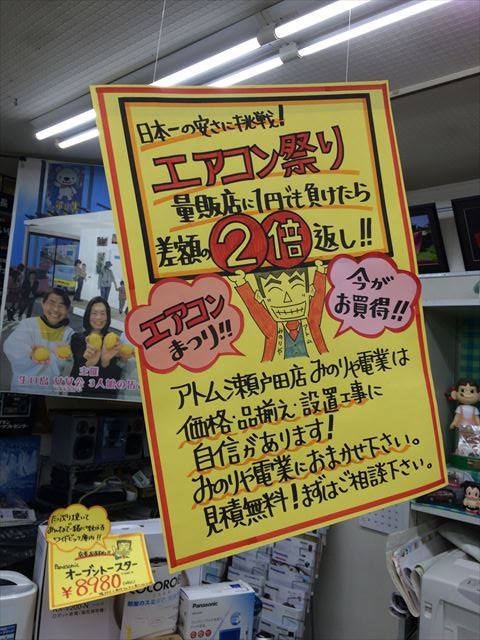 日本一の安さに挑戦!
エアコン祭り
量販店に1円でも負けたら
差額の2倍返し!!
エアコン
まつり!!
今が
お買得!!
アトム瀬戸田店みのりや電業は
価格・品揃え・設置工事に
自信があります!
みのりや電業におまかせ下さい。
見積無料!まずはご相談下さい。
主催
Panasonic
オーブントースター
¥8980
Panasonic